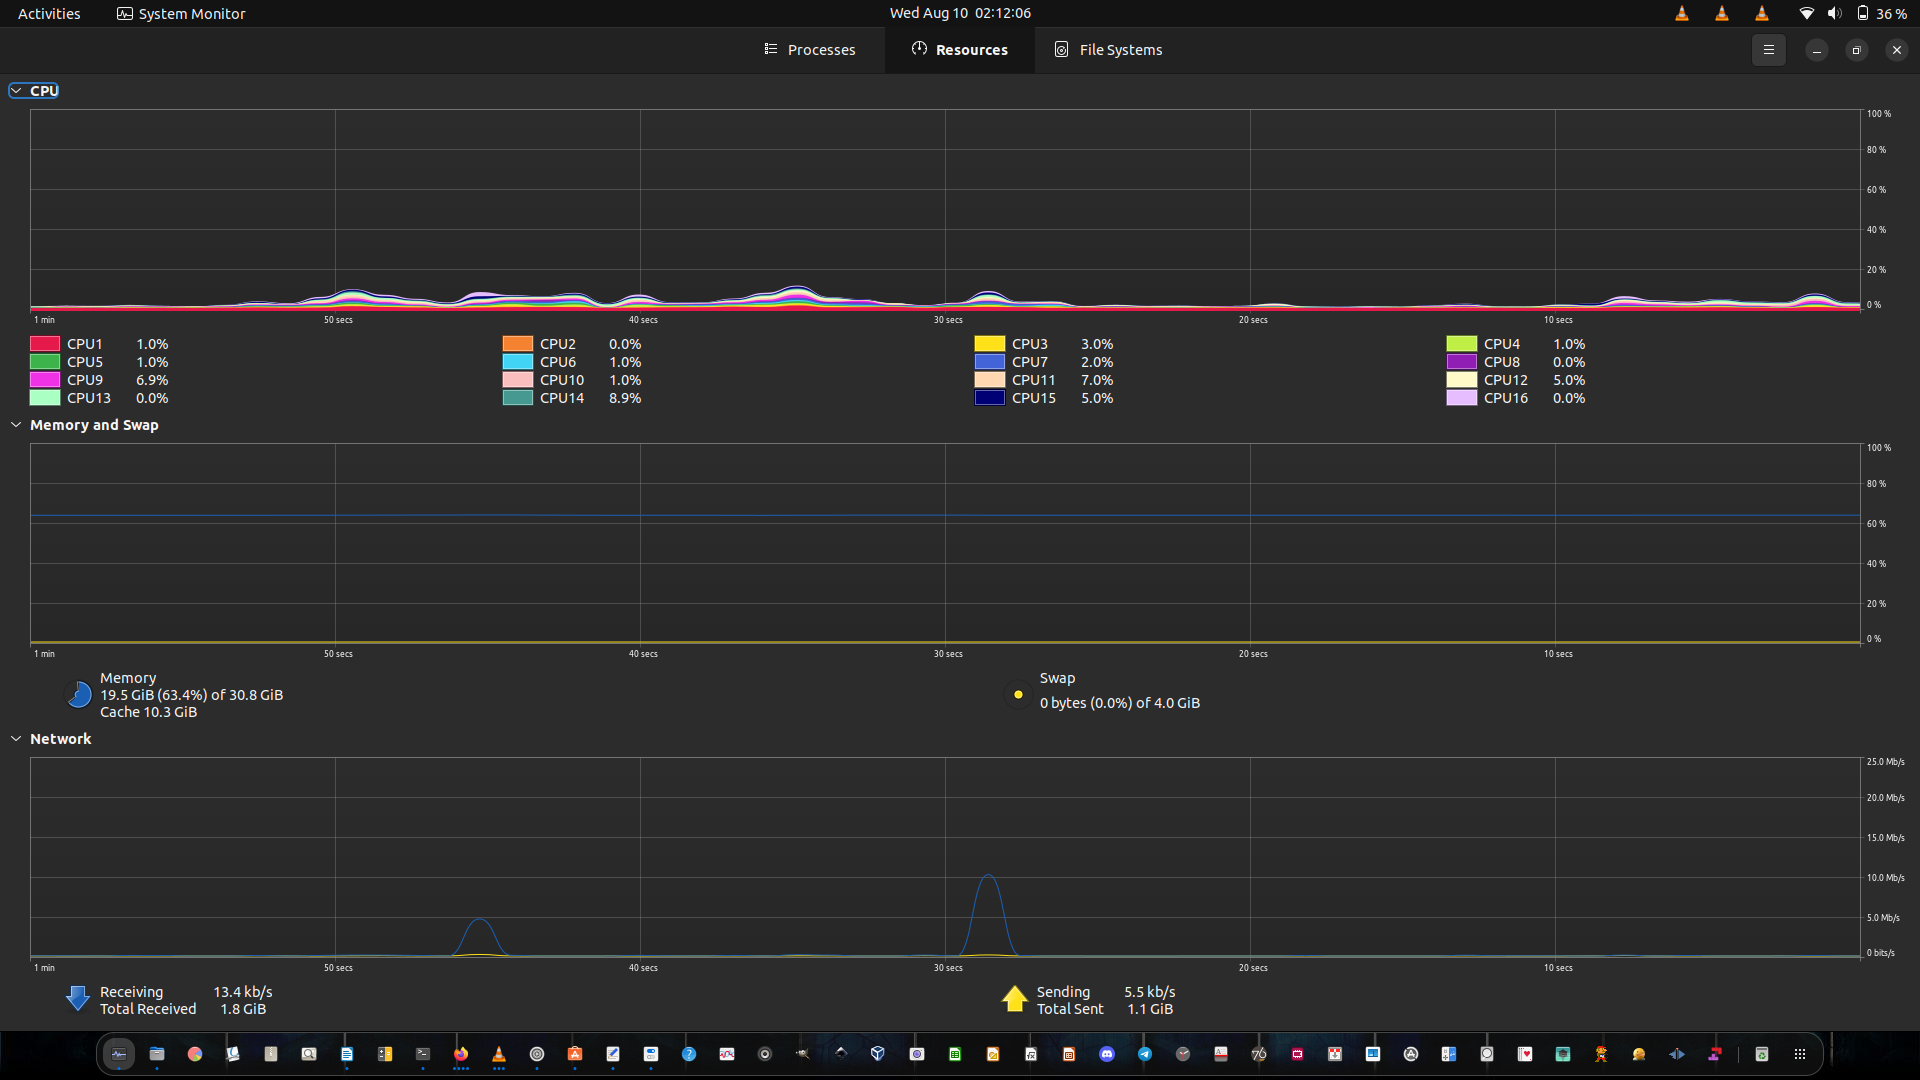 Activities System Monitor Wed Aug 10 02:12:06 36 %
Processes Resources File Systems
CPU
100 %
80 %
60 %
40 %
20 %
0 %
1 min 50 secs 40 secs 30 secs 20 secs 10 secs
CPU1 1.0% CPU2 0.0% CPU3 3.0% CPU4 1.0%
CPU5 1.0% CPU6 1.0% CPU7 2.0% CPU8 0.0%
CPU9 6.9% CPU10 1.0% CPU11 7.0% CPU12 5.0%
CPU13 0.0% CPU14 8.9% CPU15 5.0% CPU16 0.0%
Memory and Swap
100 %
80 %
60 %
40 %
20 %
0 %
1 min 50 secs 40 secs 30 secs 20 secs 10 secs
Memory
19.5 GiB (63.4%) of 30.8 GiB
Cache 10.3 GiB
Swap
0 bytes (0.0%) of 4.0 GiB
Network
25.0 Mb/s
20.0 Mb/s
15.0 Mb/s
10.0 Mb/s
5.0 Mb/s
0 bits/s
1 min 50 secs 40 secs 30 secs 20 secs 10 secs
Receiving 13.4 kb/s
Total Received 1.8 GiB
Sending 5.5 kb/s
Total Sent 1.1 GiB
76